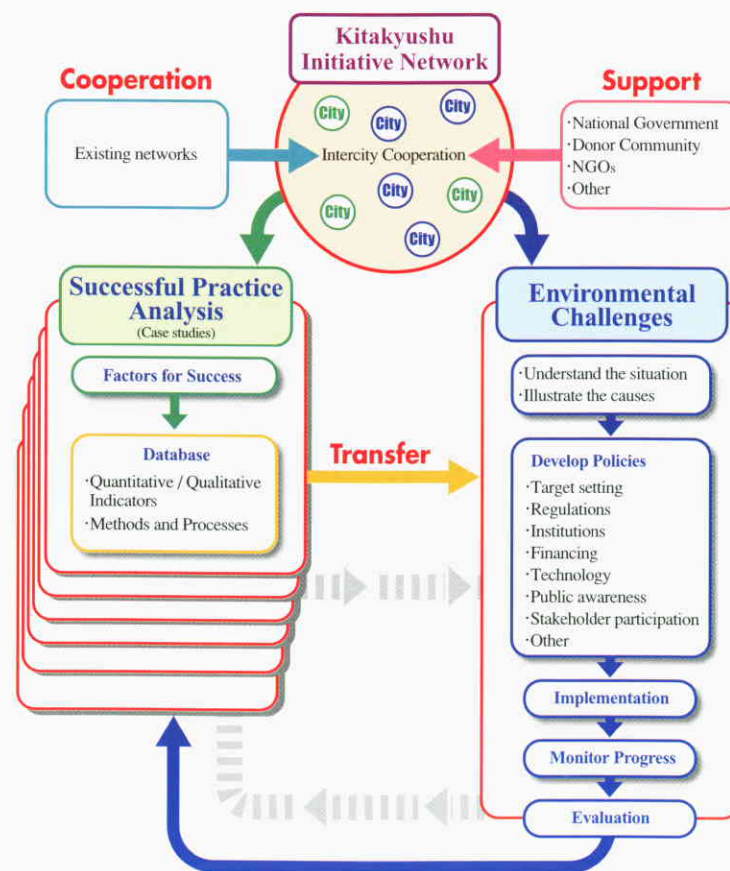 Kitakyushu
Initiative Network
Cooperation
Support
Existing networks
City
City
City
Intercity Cooperation
City
City
City
City
·National Government
·Donor Community
·NGOs
·Other
Successful Practice
Analysis
(Case studies)
Factors for Success
Database
·Quantitative / Qualitative
Indicators
·Methods and Processes
Transfer
Environmental
Challenges
·Understand the situation
·Illustrate the causes
Develop Policies
·Target setting
·Regulations
·Institutions
·Financing
·Technology
·Public awareness
·Stakeholder participation
·Other
Implementation
Monitor Progress
Evaluation